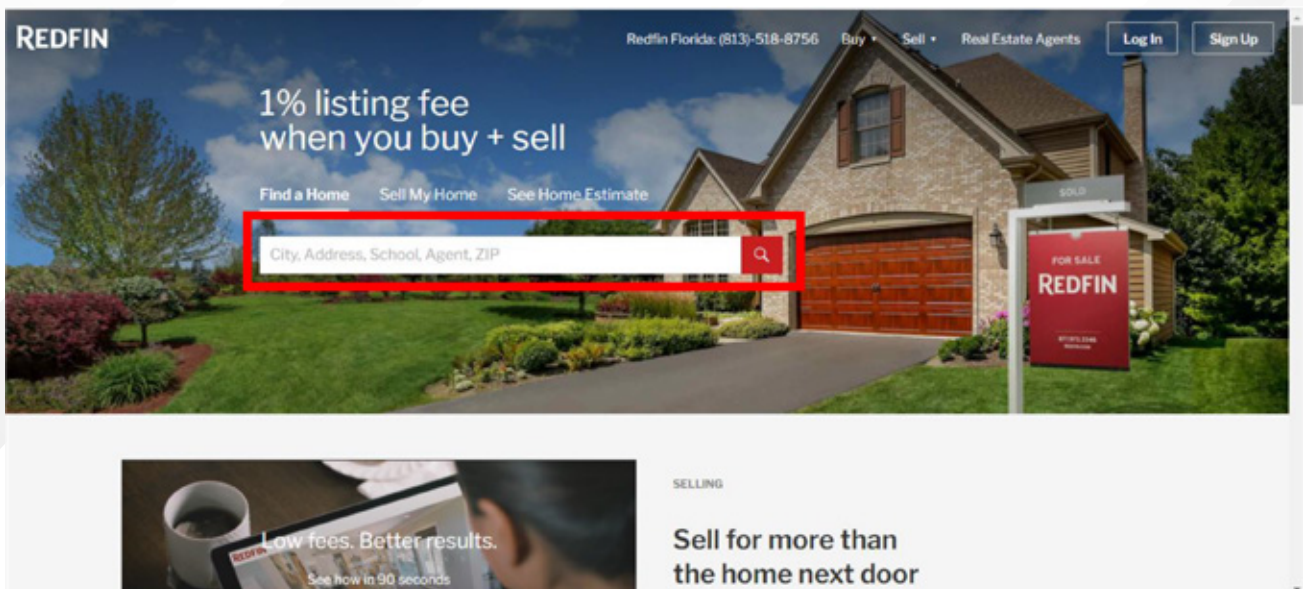 REDFIN
Redfin Florida: (813)-518-8756 Buy Sell Real Estate Agents Log In Sign Up
1% listing fee
when you buy + sell
Find a Home Sell My Home See Home Estimate
City, Address, School, Agent, ZIP
SOLD
FOR SALE
REDFIN
SELLING
Low fees. Better results.
REDFIN
See how in 90 seconds
Sell for more than
the home next door